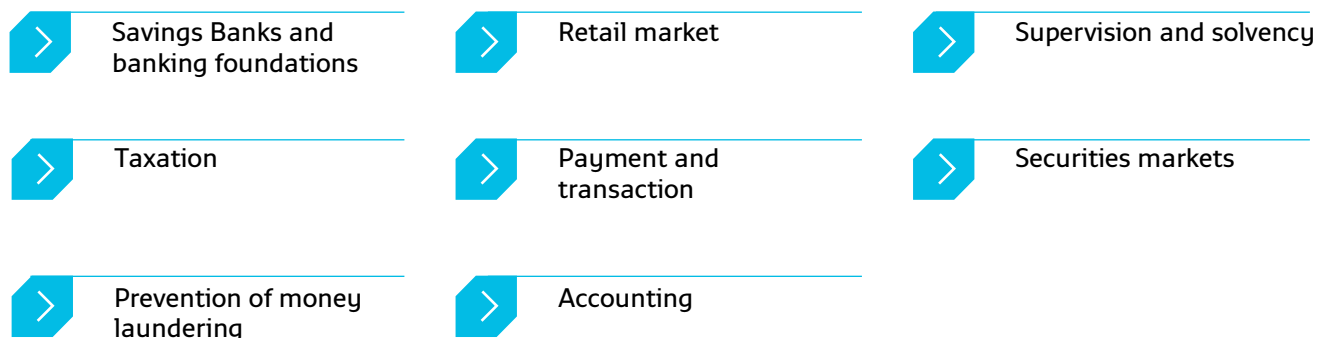 Savings Banks and
banking foundations
Retail market
Supervision and solvency
Taxation
Payment and
transaction
Securities markets
Prevention of money
laundering
Accounting